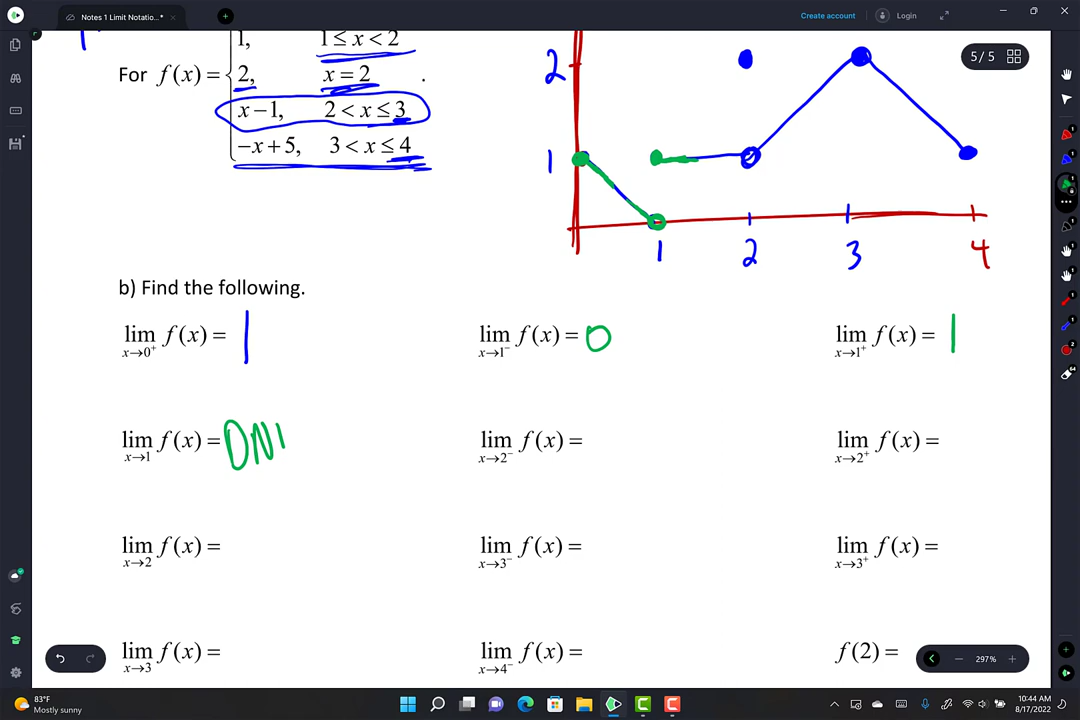 Notes 1 Limit Notatio...*
Create account
Login
5 / 5
1, 1 ≤ x < 2
For f(x) = { 2, x = 2 .
x − 1, 2 < x ≤ 3
−x + 5, 3 < x ≤ 4
2
1
1 2 3 4
b) Find the following.
lim x→0⁺ f(x) = 1 lim x→1⁻ f(x) = 0 lim x→1⁺ f(x) = 1
lim x→1 f(x) = DNI lim x→2⁻ f(x) = lim x→2⁺ f(x) =
lim x→2 f(x) = lim x→3⁻ f(x) = lim x→3⁺ f(x) =
lim x→3 f(x) = lim x→4⁻ f(x) = f(2) =
297%
83°F
Mostly sunny
10:44 AM
8/17/2022